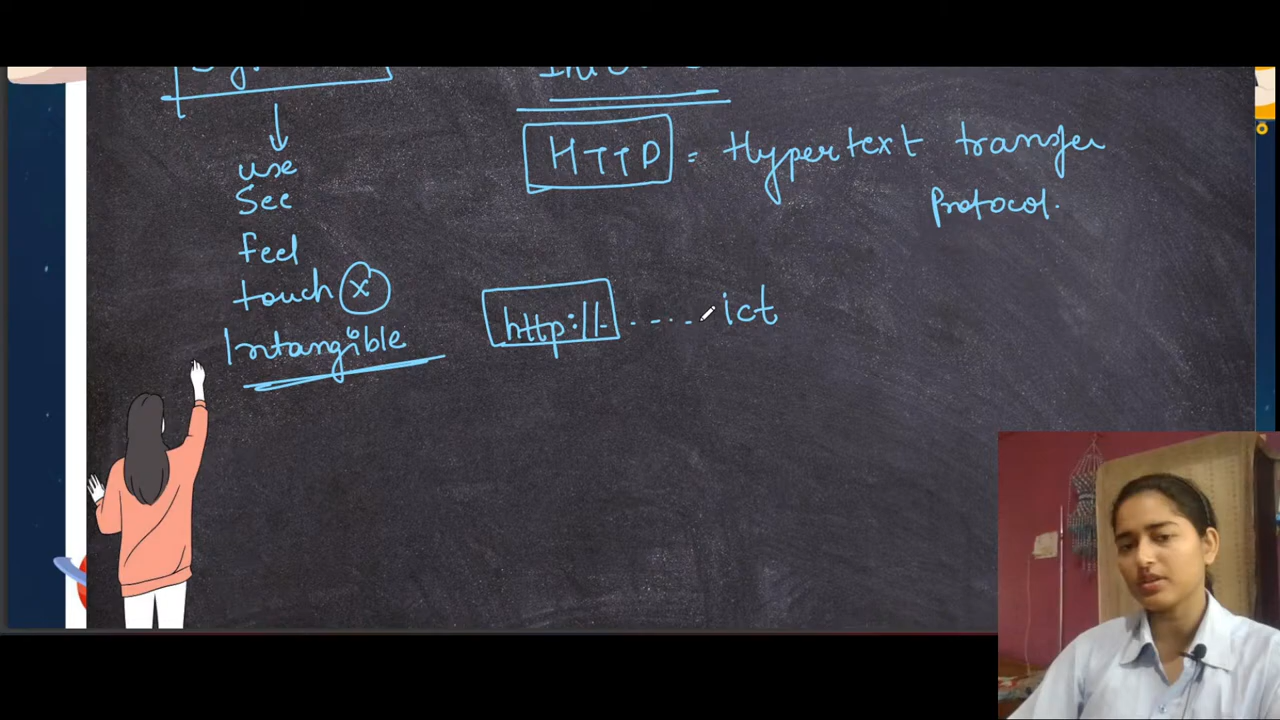 HTTP = Hypertext transfer
Protocol.
use
See
feel
touch x
Intangible
http://- ..... ict